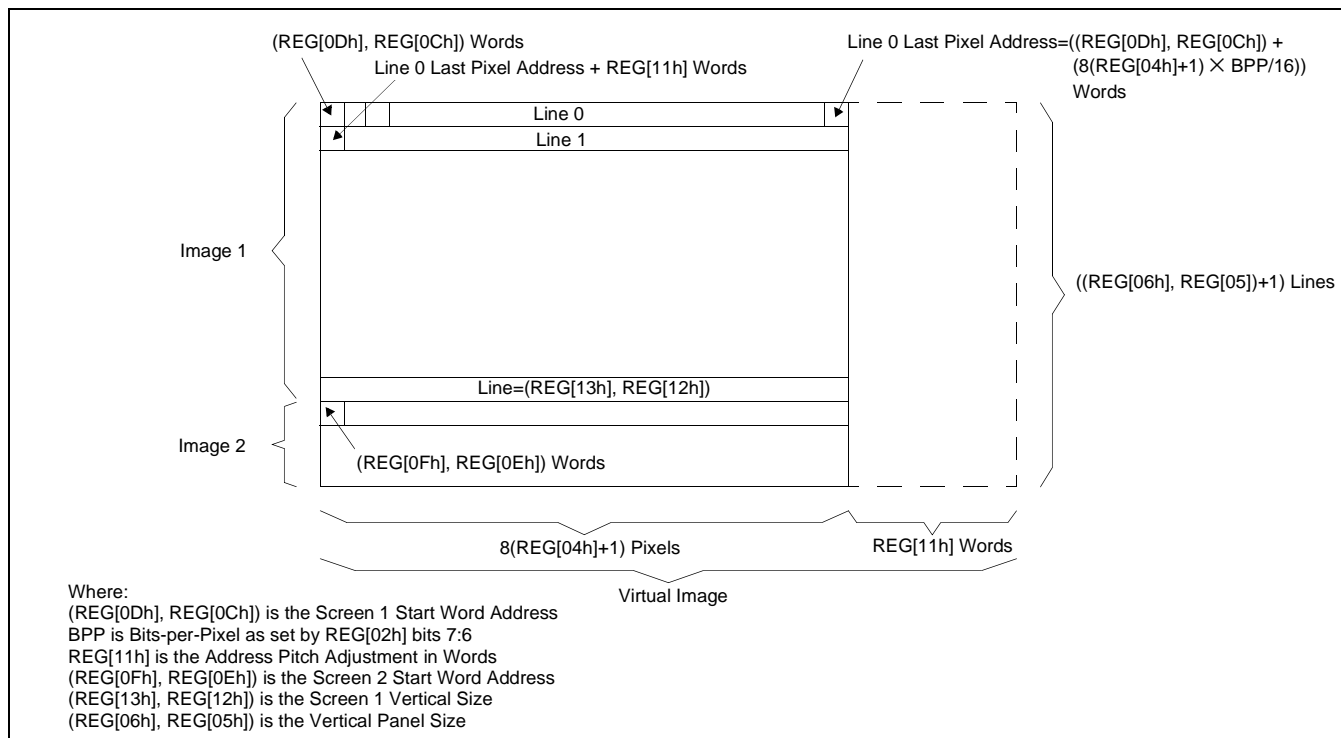 (REG[0Dh], REG[0Ch]) Words
Line 0 Last Pixel Address + REG[11h] Words
Line 0 Last Pixel Address=((REG[0Dh], REG[0Ch]) +
(8(REG[04h]+1) × BPP/16))
Words
Line 0
Line 1
Image 1
((REG[06h], REG[05])+1) Lines
Line=(REG[13h], REG[12h])
Image 2
(REG[0Fh], REG[0Eh]) Words
8(REG[04h]+1) Pixels
REG[11h] Words
Virtual Image
Where:
(REG[0Dh], REG[0Ch]) is the Screen 1 Start Word Address
BPP is Bits-per-Pixel as set by REG[02h] bits 7:6
REG[11h] is the Address Pitch Adjustment in Words
(REG[0Fh], REG[0Eh]) is the Screen 2 Start Word Address
(REG[13h], REG[12h]) is the Screen 1 Vertical Size
(REG[06h], REG[05h]) is the Vertical Panel Size